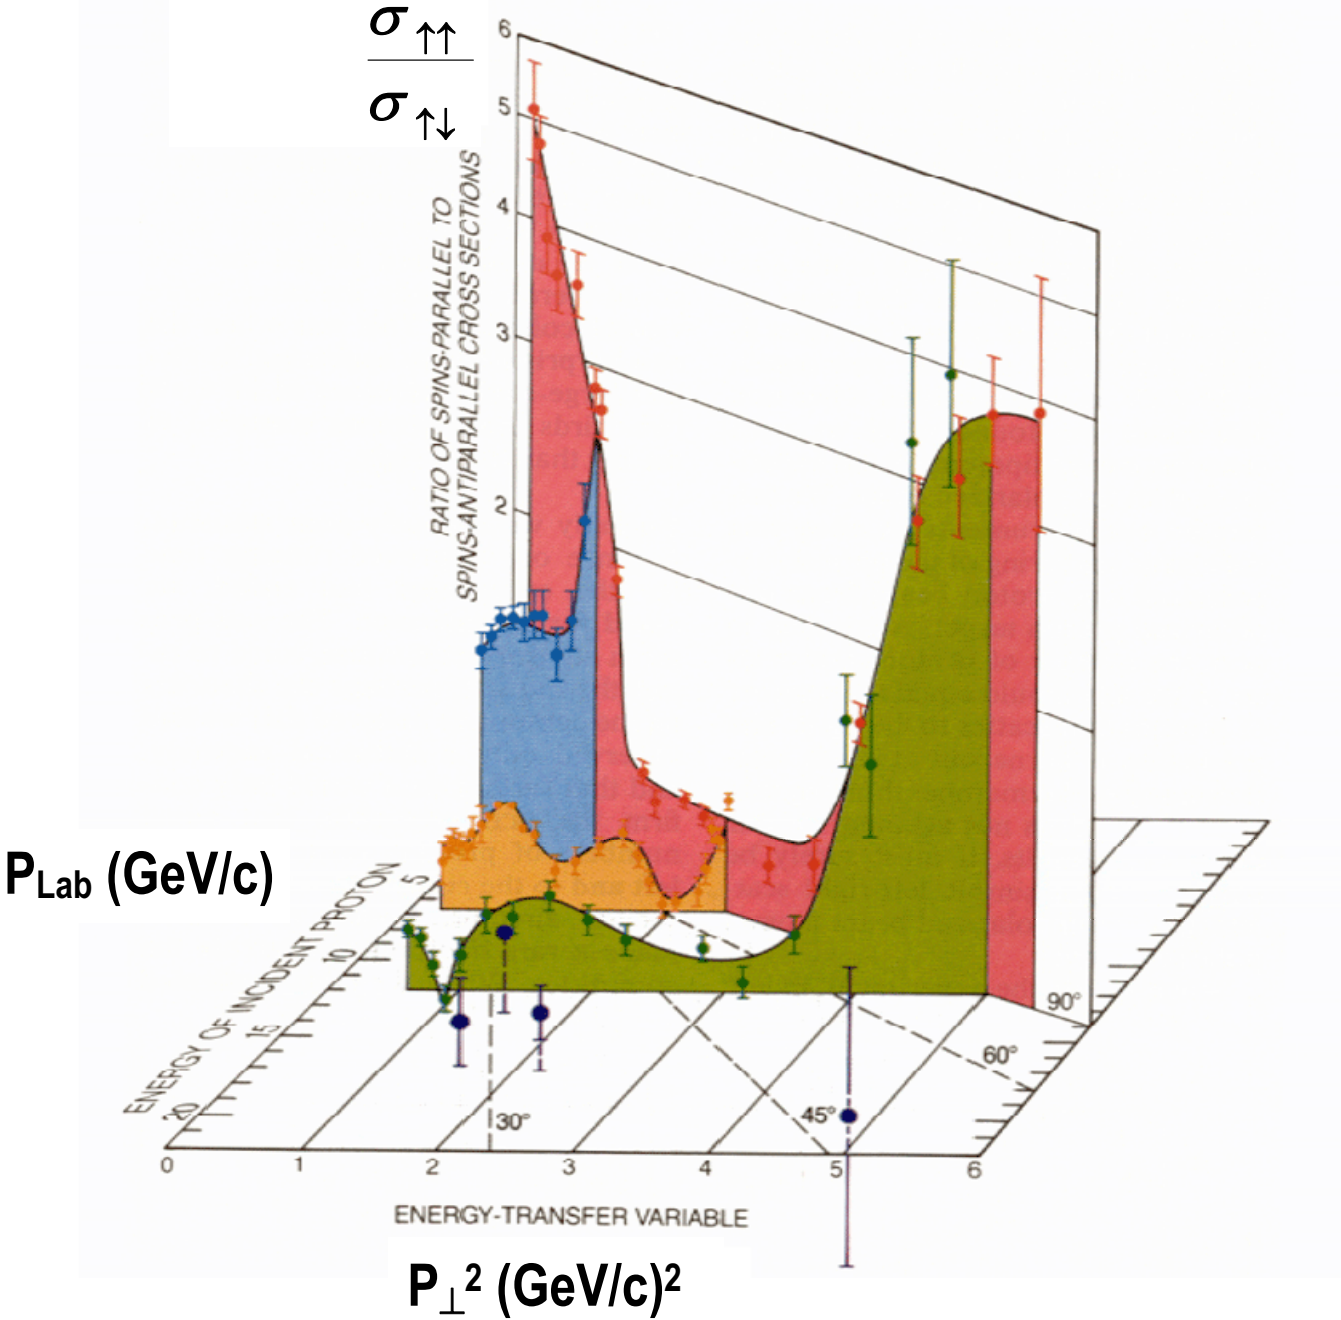 σ ↑↑
σ ↑↓
6
5
4
3
2
RATIO OF SPINS-PARALLEL TO
SPINS-ANTIPARALLEL CROSS SECTIONS
P Lab (GeV/c)
ENERGY OF INCIDENT PROTON
5
10
15
20
90°
60°
45°
30°
0 1 2 3 4 5 6
ENERGY-TRANSFER VARIABLE
P⊥² (GeV/c)²